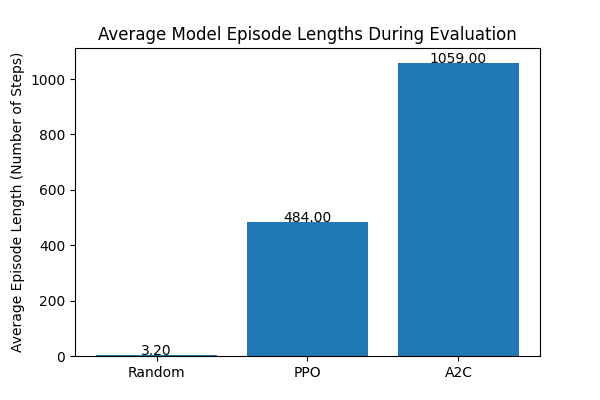 Average Model Episode Lengths During Evaluation
Average Episode Length (Number of Steps)
1000
800
600
400
200
0
3.20
484.00
1059.00
Random
PPO
A2C